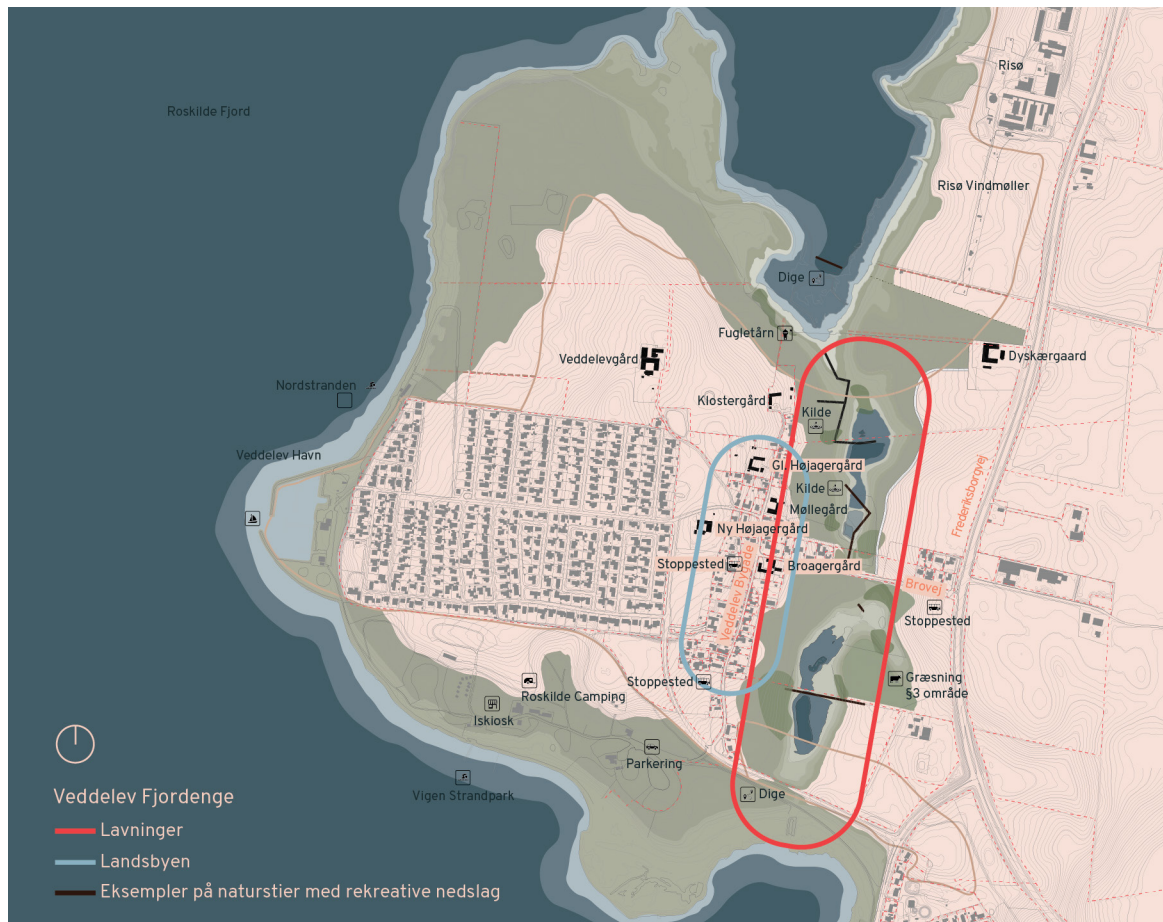 Risø
Roskilde Fjord
Risø Vindmøller
Dige
Fugletårn
Veddelevgård
Dyskærgaard
Nordstranden
Klostergård
Kilde
Veddelev Havn
Gl. Højagergård
Kilde
Møllegård
Frederiksborgvej
Ny Højagergård
Stoppested
Broagergård
Veddelev Bygade
Brovej
Stoppested
Stoppested
Græsning
§3 område
Roskilde Camping
Iskiosk
Parkering
Vigen Strandpark
Dige
Veddelev Fjordenge
Lavninger
Landsbyen
Eksempler på naturstier med rekreative nedslag